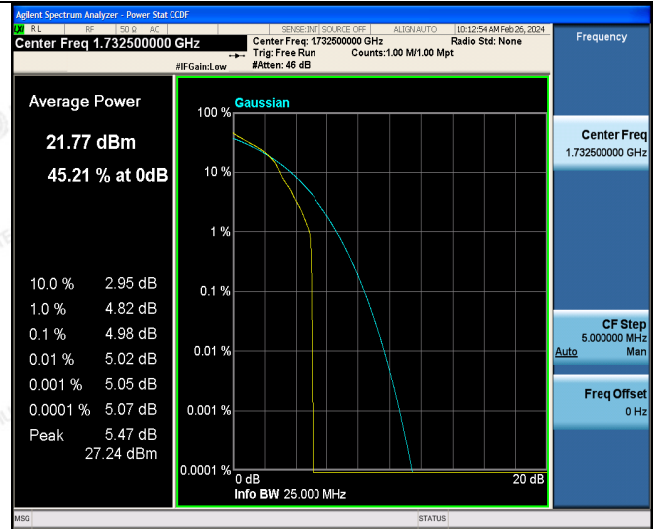 Agilent Spectrum Analyzer - Power Stat CCDF
LXI RL RF 50 Ω AC SENSE:INT SOURCE OFF ALIGN AUTO 10:12:54 AM Feb 26, 2024
Center Freq 1.732500000 GHz
Center Freq: 1.732500000 GHz Radio Std: None
Trig: Free Run Counts:1.00 M/1.00 Mpt
#IFGain:Low #Atten: 46 dB
Frequency
Average Power
21.77 dBm
45.21 % at 0dB
10.0 % 2.95 dB
1.0 % 4.82 dB
0.1 % 4.98 dB
0.01 % 5.02 dB
0.001 % 5.05 dB
0.0001 % 5.07 dB
Peak 5.47 dB
27.24 dBm
Gaussian
100 %
10 %
1 %
0.1 %
0.01 %
0.001 %
0.0001 %
0 dB 20 dB
Info BW 25.000 MHz
Center Freq
1.732500000 GHz
CF Step
5.000000 MHz
Auto Man
Freq Offset
0 Hz
MSG STATUS